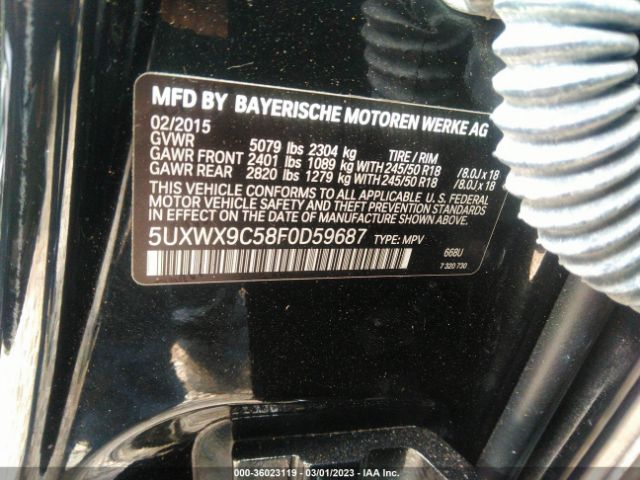 MFD BY BAYERISCHE MOTOREN WERKE AG
02/2015
GVWR 5079 lbs 2304 kg TIRE / RIM
GAWR FRONT 2401 lbs 1089 kg WITH 245/50 R18 /8.0J x 18
GAWR REAR 2820 lbs 1279 kg WITH 245/50 R18 /8.0J x 18
THIS VEHICLE CONFORMS TO ALL APPLICABLE U. S. FEDERAL
MOTOR VEHICLE SAFETY AND THEFT PREVENTION STANDARDS
IN EFFECT ON THE DATE OF MANUFACTURE SHOWN ABOVE.
5UXWX9C58F0D59687 TYPE: MPV
668U
7 320 730
000-36023119 - 03/01/2023 - IAA Inc.